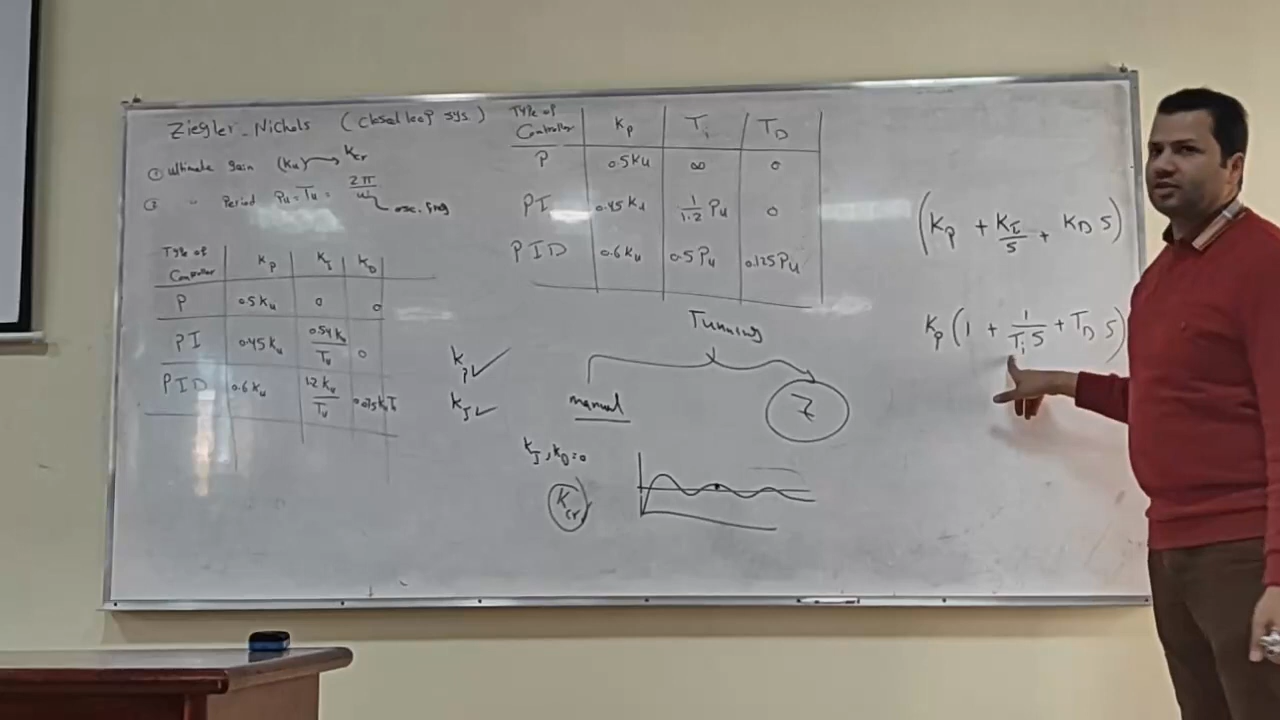 Ziegler-Nichols (Closed loop sys)
① Ultimate gain (Ku) → Kcr
② " Period Pu = Tu = 2π/ω → osc. freq
Type of Controller | Kp | KI | KD
P | 0.5Ku | 0 | 0
PI | 0.45Ku | 0.54Ku/Tu | 0
PID | 0.6Ku | 1.2Ku/Tu | 0.075KuTu
Type of Controller | Kp | Ti | TD
P | 0.5Ku | ∞ | 0
PI | 0.45Ku | 1/1.2 Pu | 0
PID | 0.6Ku | 0.5Pu | 0.125Pu
Tunning
manual
Z
Kp ✓
KI ✓
KI, KD=0
Kcr
(Kp + KI/S + KD S)
Kp(1 + 1/(Ti S) + TD S)